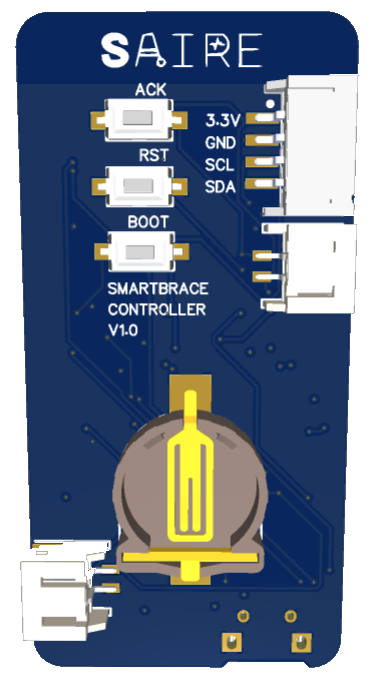 SAIRE
ACK
3.3V
GND
RST
SCL
SDA
BOOT
SMARTBRACE
CONTROLLER
V1.0